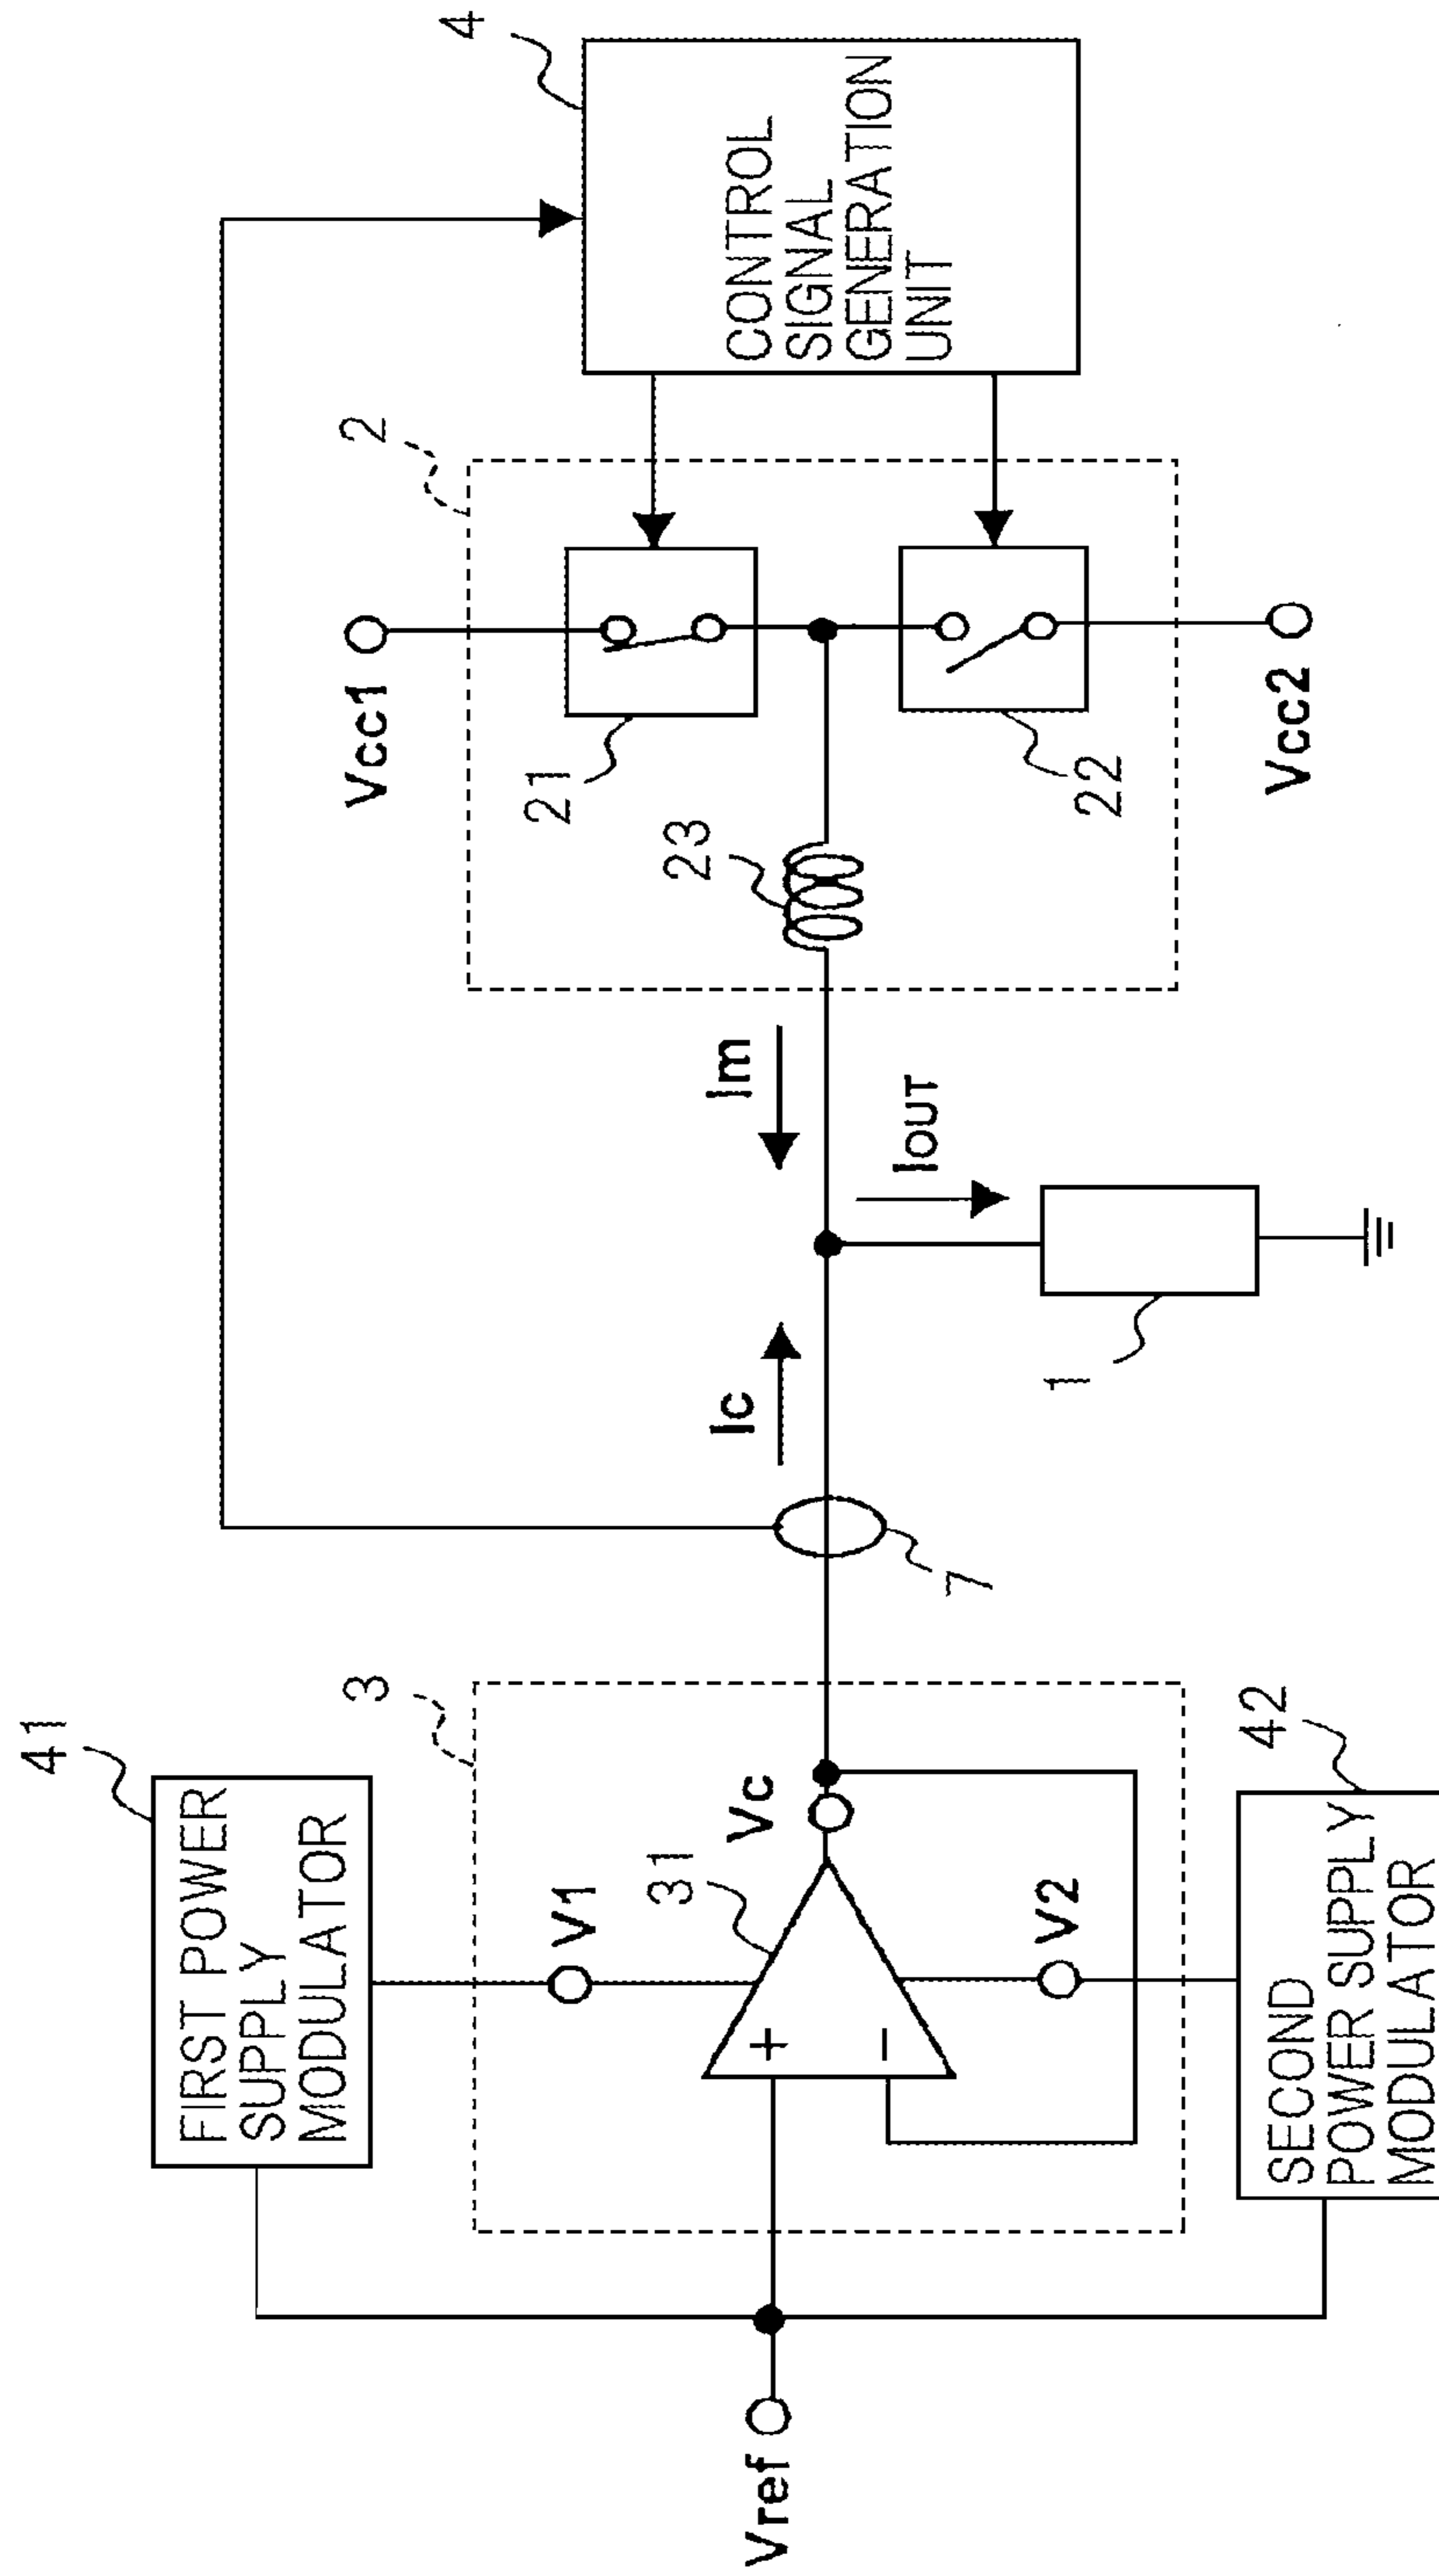 41
FIRST POWER
SUPPLY
MODULATOR
3
V1
31
Vc
+
−
V2
Vref
42
SECOND
POWER SUPPLY
MODULATOR
7
Ic
Im
IOUT
1
2
Vcc1
21
23
22
Vcc2
4
CONTROL
SIGNAL
GENERATION
UNIT